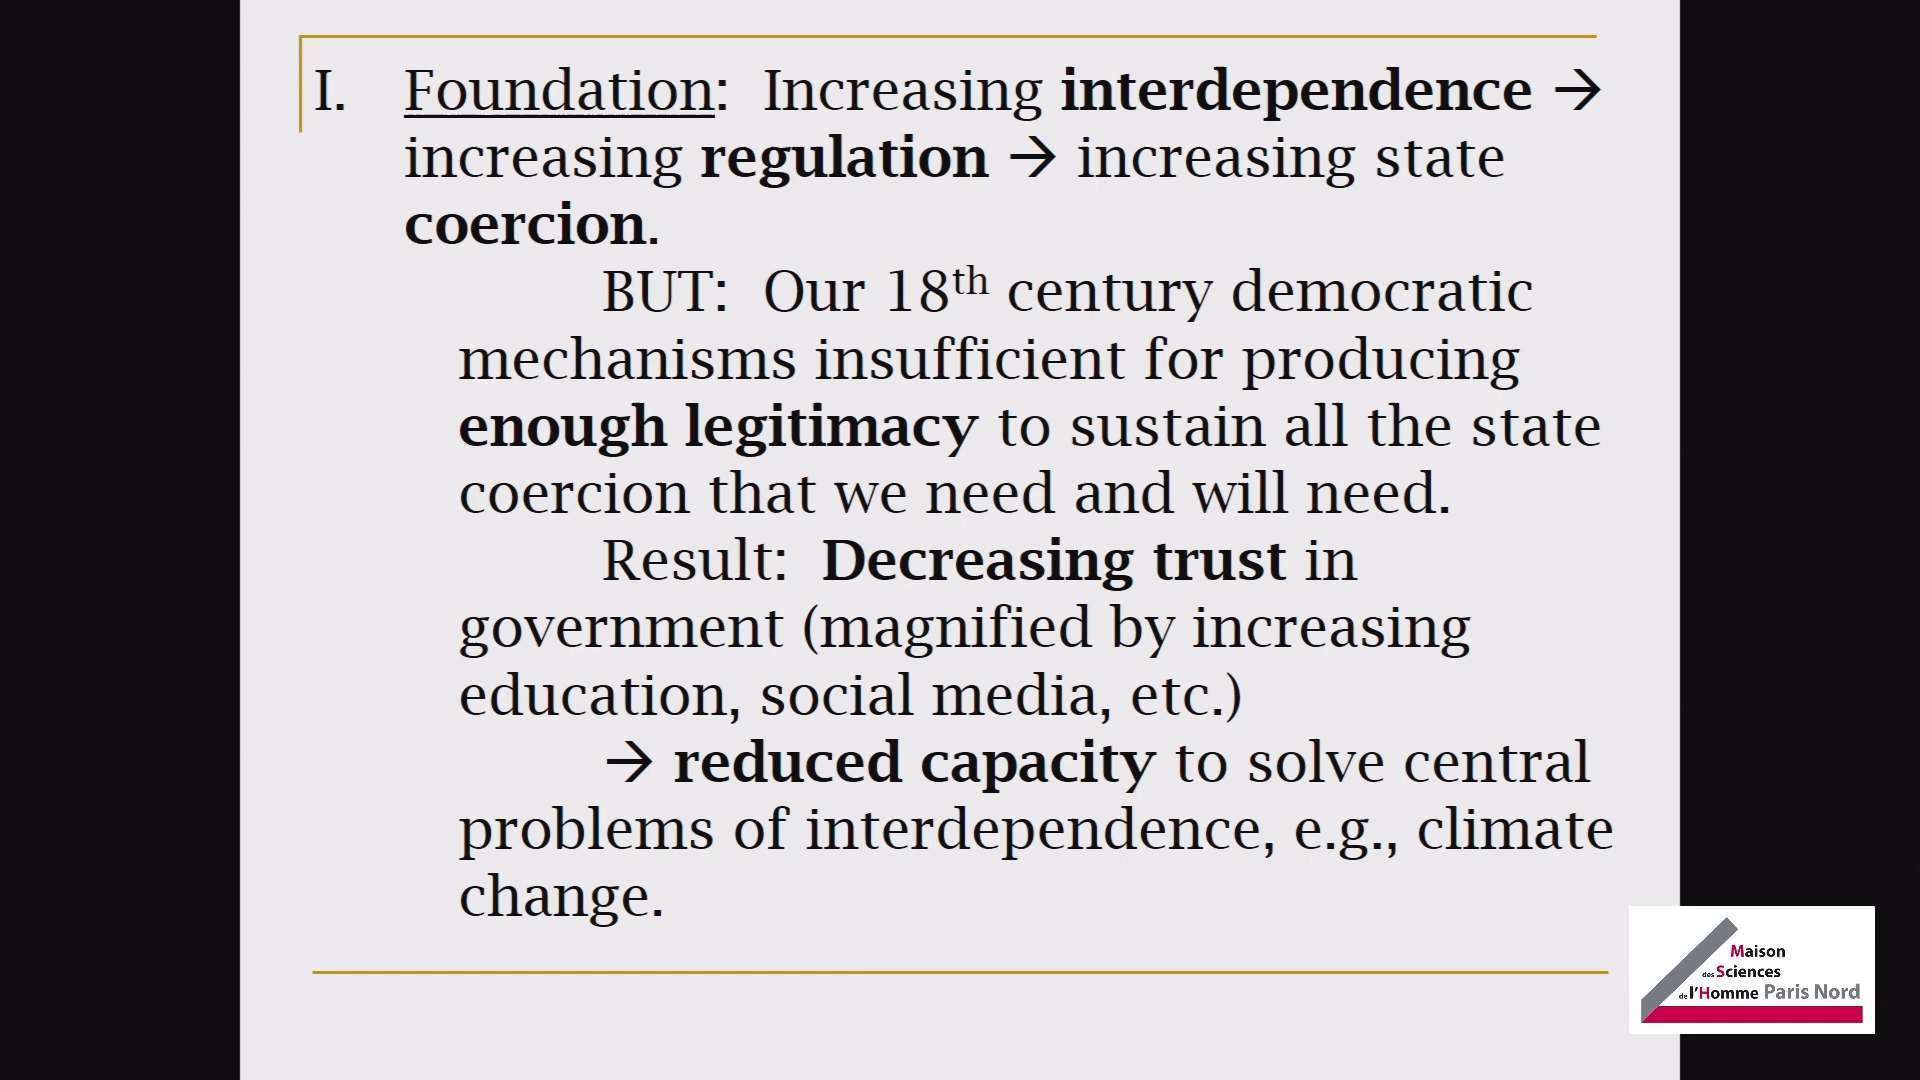 I. Foundation: Increasing interdependence →
increasing regulation → increasing state
coercion.
BUT: Our 18th century democratic
mechanisms insufficient for producing
enough legitimacy to sustain all the state
coercion that we need and will need.
Result: Decreasing trust in
government (magnified by increasing
education, social media, etc.)
→ reduced capacity to solve central
problems of interdependence, e.g., climate
change.
Maison
des Sciences
de l'Homme Paris Nord